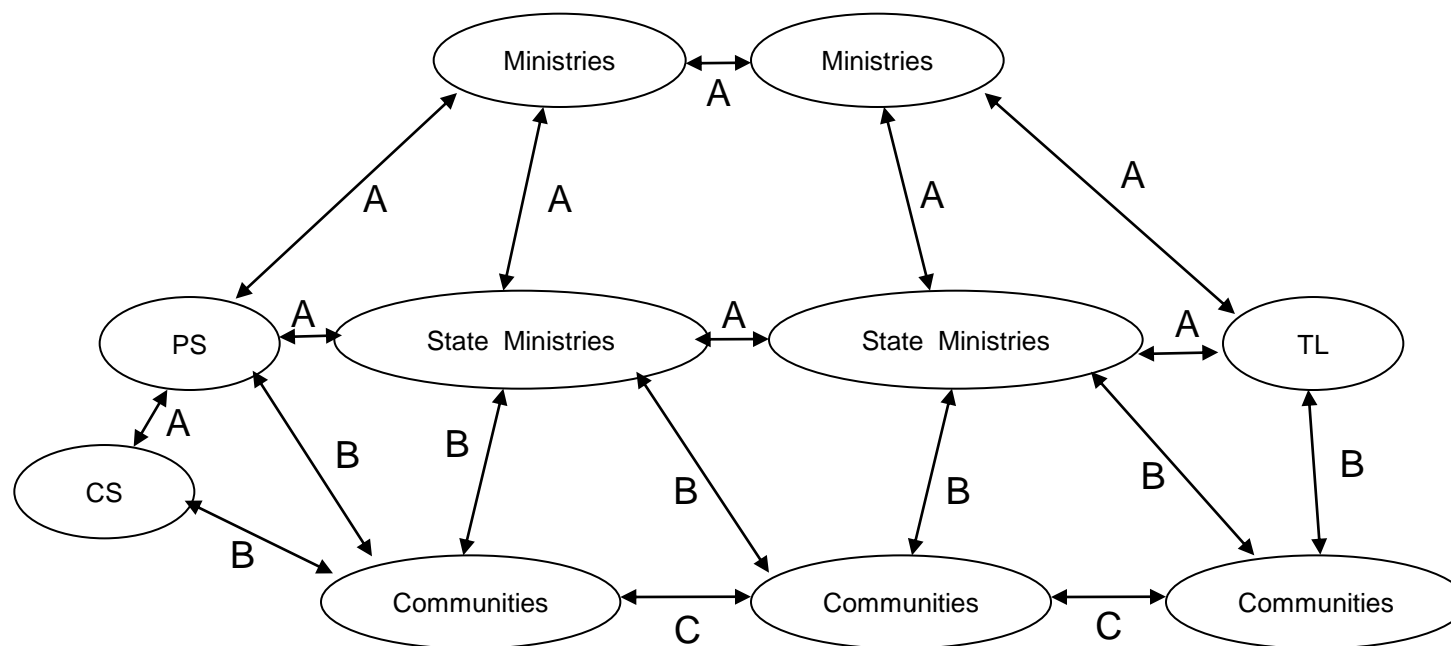 Ministries
Ministries
A
A
A
A
A
PS
A
State Ministries
A
State Ministries
A
TL
A
CS
B
B
B
B
B
B
B
Communities
C
Communities
C
Communities